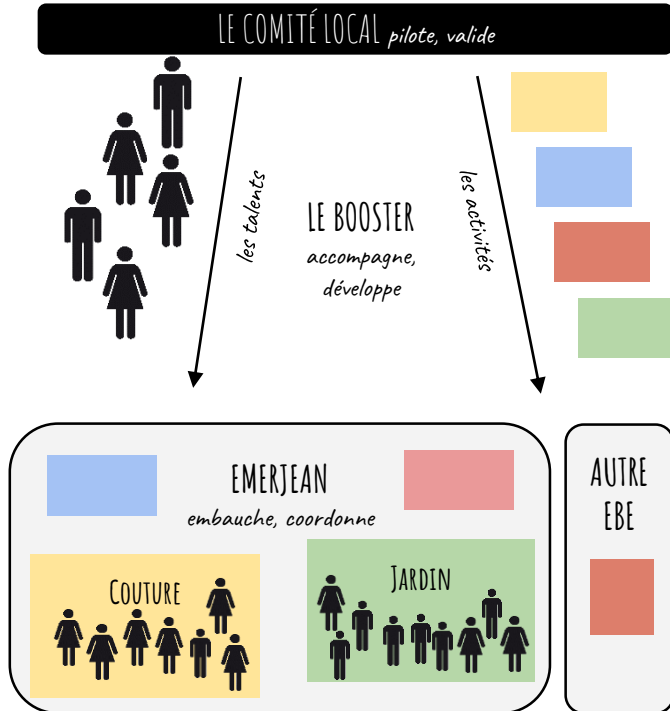 LE COMITÉ LOCAL pilote, valide
les talents
LE BOOSTER
accompagne,
développe
les activités
EMERJEAN
embauche, coordonne
COUTURE
JARDIN
AUTRE
EBE